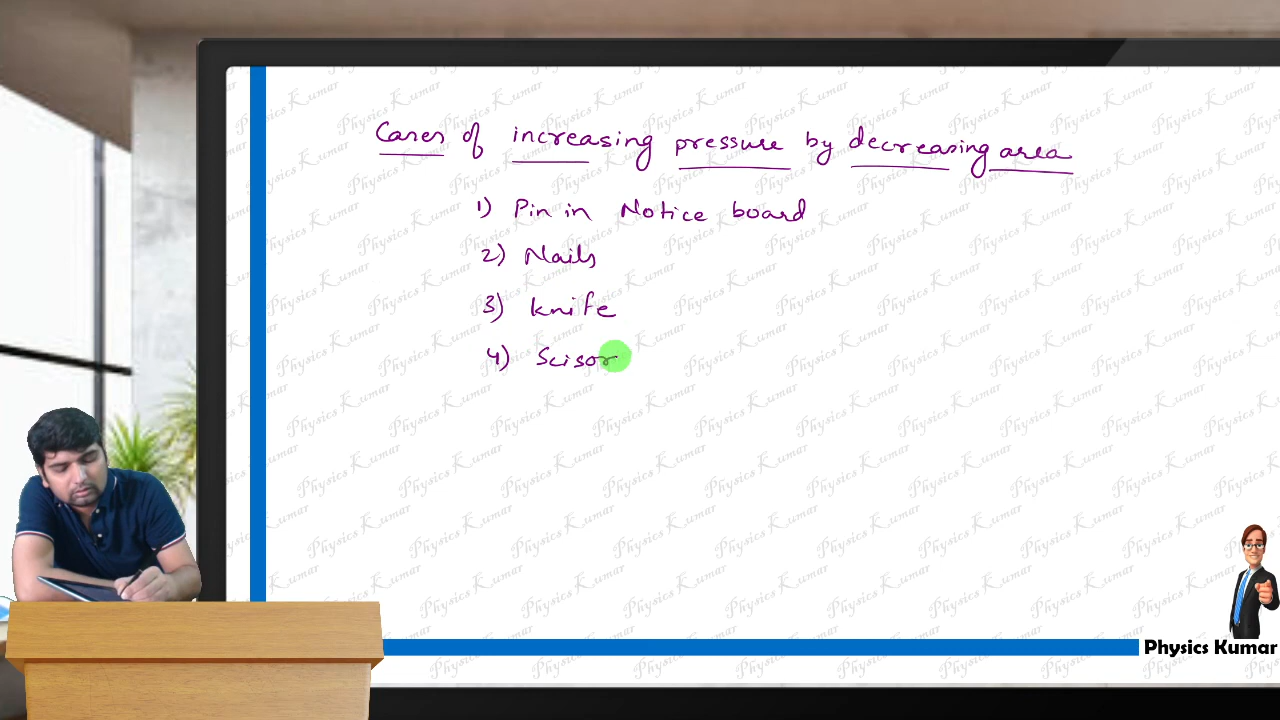 Cases of increasing pressure by decreasing area
1) Pin in Notice board
2) Nails
3) knife
4) Scisor
Physics Kumar